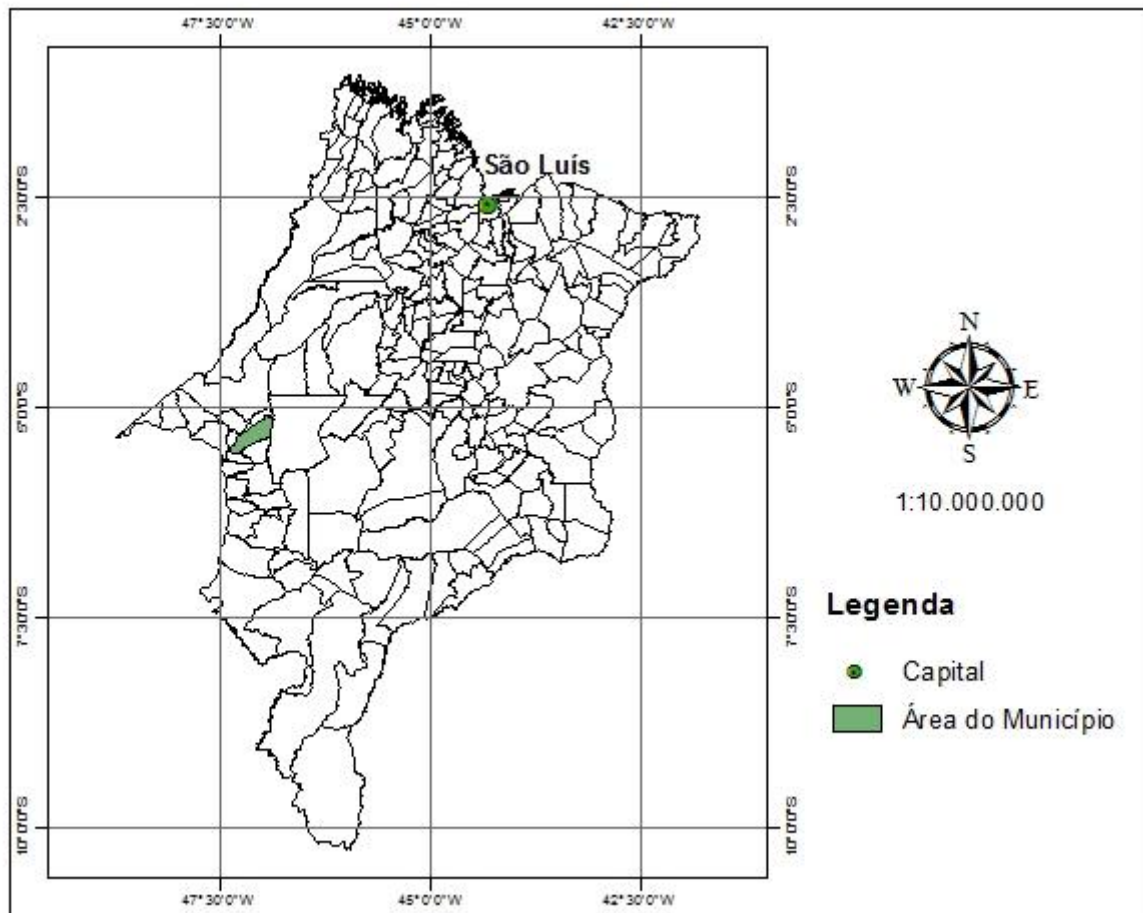 47°30'0"W 45°0'0"W 42°30'0"W
São Luís
2°30'0"S 2°30'0"S
5°0'0"S 5°0'0"S
7°30'0"S 7°30'0"S
10°0'0"S 10°0'0"S
N
W E
S
1:10.000.000
Legenda
Capital
Área do Município
47°30'0"W 45°0'0"W 42°30'0"W